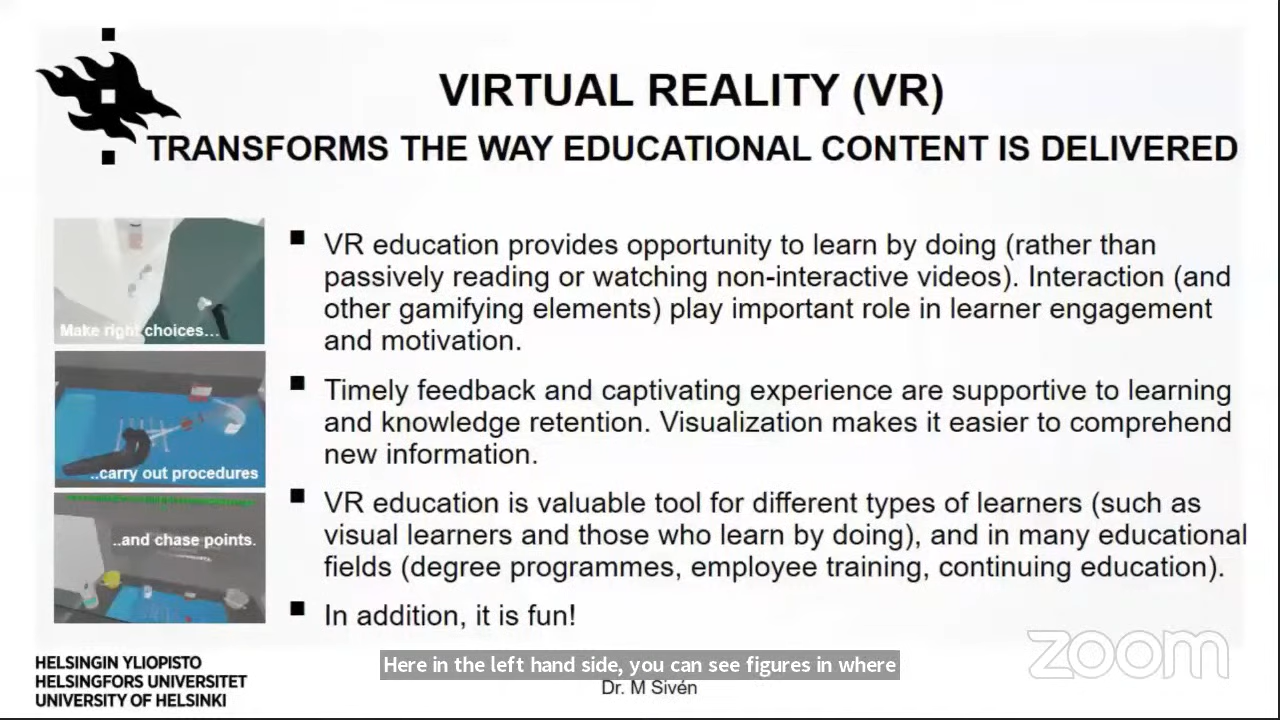 VIRTUAL REALITY (VR)
TRANSFORMS THE WAY EDUCATIONAL CONTENT IS DELIVERED
Make right choices...
..carry out procedures
..and chase points.
■ VR education provides opportunity to learn by doing (rather than
passively reading or watching non-interactive videos). Interaction (and
other gamifying elements) play important role in learner engagement
and motivation.
■ Timely feedback and captivating experience are supportive to learning
and knowledge retention. Visualization makes it easier to comprehend
new information.
■ VR education is valuable tool for different types of learners (such as
visual learners and those who learn by doing), and in many educational
fields (degree programmes, employee training, continuing education).
■ In addition, it is fun!
HELSINGIN YLIOPISTO
HELSINGFORS UNIVERSITET
UNIVERSITY OF HELSINKI
Here in the left hand side, you can see figures in where
Dr. M Sivén
zoom